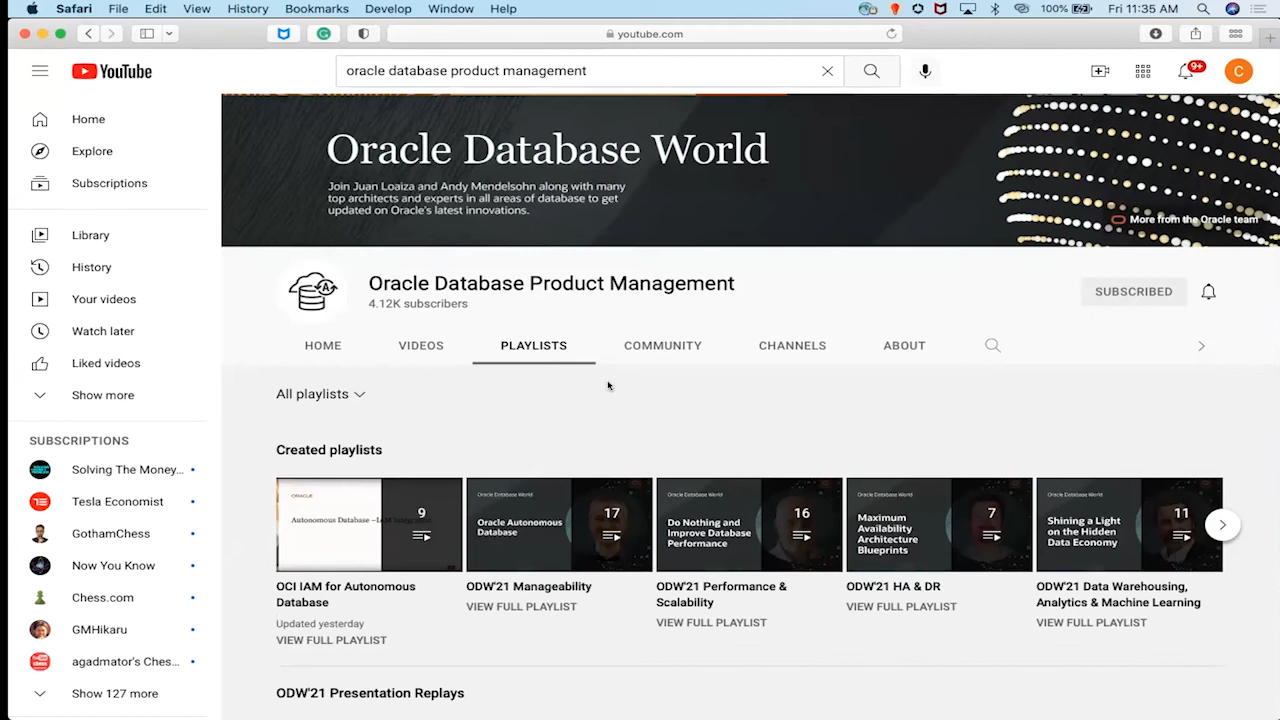 Safari File Edit View History Bookmarks Develop Window Help 100% Fri 11:35 AM
youtube.com
YouTube
oracle database product management
9+
C
Home
Explore
Subscriptions
Library
History
Your videos
Watch later
Liked videos
Show more
SUBSCRIPTIONS
Solving The Money...
Tesla Economist
GothamChess
Now You Know
Chess.com
GMHikaru
agadmator's Ches...
Show 127 more
Oracle Database World
Join Juan Loaiza and Andy Mendelsohn along with many
top architects and experts in all areas of database to get
updated on Oracle's latest innovations.
More from the Oracle team
A
Oracle Database Product Management
4.12K subscribers
SUBSCRIBED
HOME VIDEOS PLAYLISTS COMMUNITY CHANNELS ABOUT
All playlists
Created playlists
ORACLE
Autonomous Database – IAM Integration
9
OCI IAM for Autonomous
Database
Updated yesterday
VIEW FULL PLAYLIST
Oracle Database World
Oracle Autonomous
Database
17
ODW'21 Manageability
VIEW FULL PLAYLIST
Oracle Database World
Do Nothing and
Improve Database
Performance
16
ODW'21 Performance &
Scalability
VIEW FULL PLAYLIST
Oracle Database World
Maximum
Availability
Architecture
Blueprints
7
ODW'21 HA & DR
VIEW FULL PLAYLIST
Oracle Database World
Shining a Light
on the Hidden
Data Economy
11
ODW'21 Data Warehousing,
Analytics & Machine Learning
VIEW FULL PLAYLIST
ODW'21 Presentation Replays